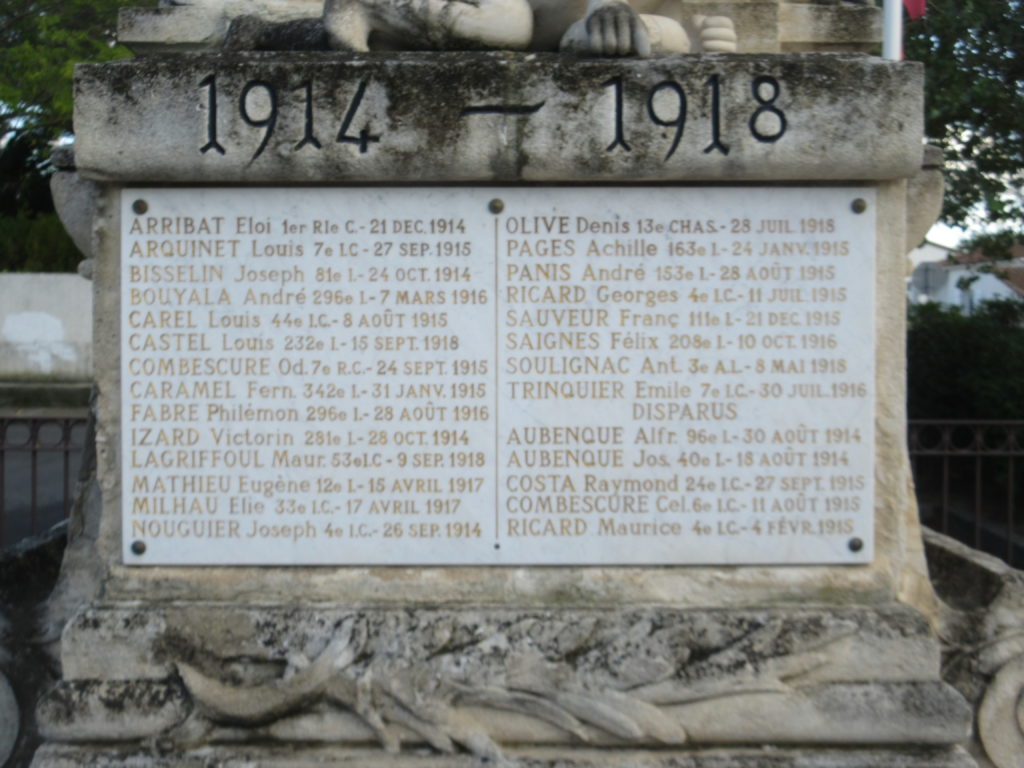 1914 — 1918
ARRIBAT Eloi 1er RIe C.- 21 DEC. 1914
ARQUINET Louis 7e I.C - 27 SEP. 1915
BISSELIN Joseph 81e I.- 24 OCT. 1914
BOUYALA André 296e I.- 7 MARS 1916
CAREL Louis 44e I.C.- 8 AOÛT 1915
CASTEL Louis 232e I.- 15 SEPT. 1918
COMBESCURE Od. 7e R.C.- 24 SEPT. 1915
CARAMEL Fern. 342e I.- 31 JANV. 1915
FABRE Philémon 296e I.- 28 AOÛT 1916
IZARD Victorin 281e I.- 28 OCT. 1914
LAGRIFFOUL Maur. 53e I.C - 9 SEP. 1918
MATHIEU Eugène 12e I.- 15 AVRIL 1917
MILHAU Elie 33e I.C.- 17 AVRIL 1917
NOUGUIER Joseph 4e I.C.- 26 SEP. 1914
OLIVE Denis 13e CHAS.- 28 JUIL. 1918
PAGES Achille 163e I.- 24 JANV. 1915
PANIS André 153e I.- 28 AOÛT 1915
RICARD Georges 4e I.C.- 11 JUIL. 1915
SAUVEUR Franç 111e I.- 21 DEC. 1915
SAIGNES Félix 208e I.- 10 OCT. 1916
SOULIGNAC Ant. 3e A.L.- 8 MAI 1918
TRINQUIER Emile 7e I.C.- 30 JUIL. 1916
DISPARUS
AUBENQUE Alfr. 96e I.- 30 AOÛT 1914
AUBENQUE Jos. 40e I.- 18 AOÛT 1914
COSTA Raymond 24e I.C.- 27 SEPT. 1915
COMBESCURE Cel. 6e I.C.- 11 AOÛT 1915
RICARD Maurice 4e I.C.- 4 FÉVR. 1915